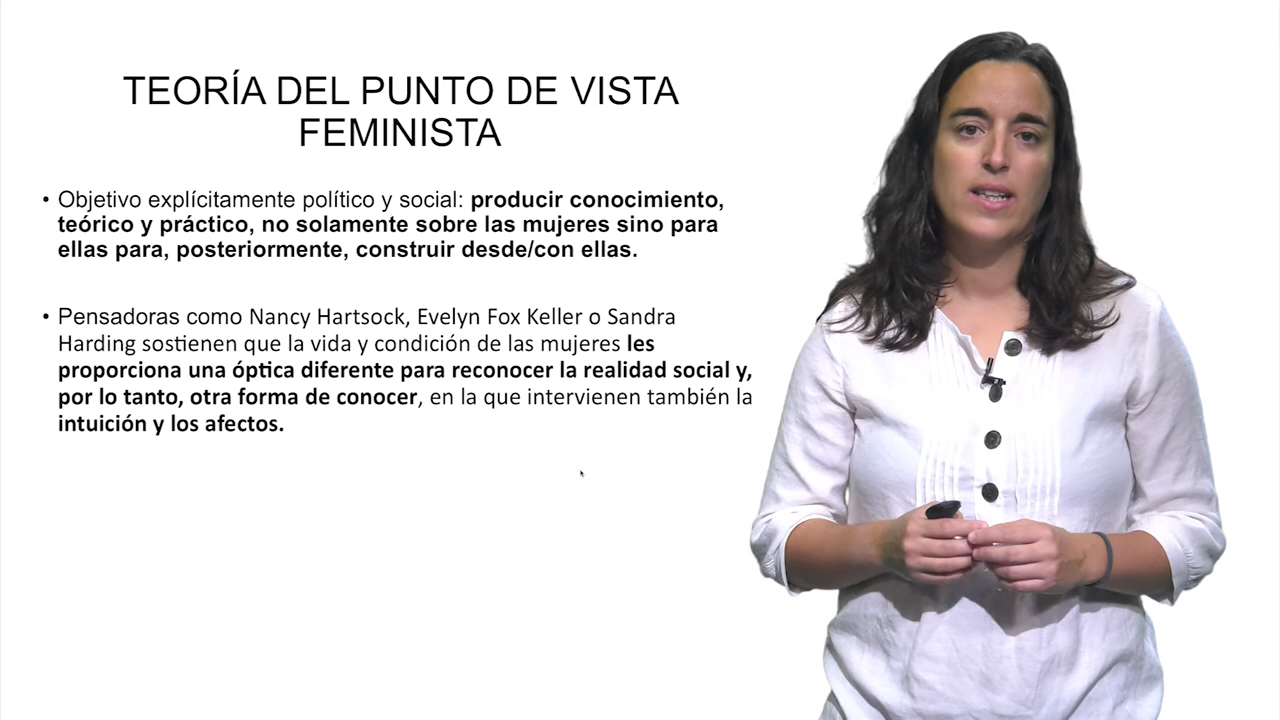 TEORÍA DEL PUNTO DE VISTA
FEMINISTA
• Objetivo explícitamente político y social: producir conocimiento,
teórico y práctico, no solamente sobre las mujeres sino para
ellas para, posteriormente, construir desde/con ellas.
• Pensadoras como Nancy Hartsock, Evelyn Fox Keller o Sandra
Harding sostienen que la vida y condición de las mujeres les
proporciona una óptica diferente para reconocer la realidad social y,
por lo tanto, otra forma de conocer, en la que intervienen también la
intuición y los afectos.